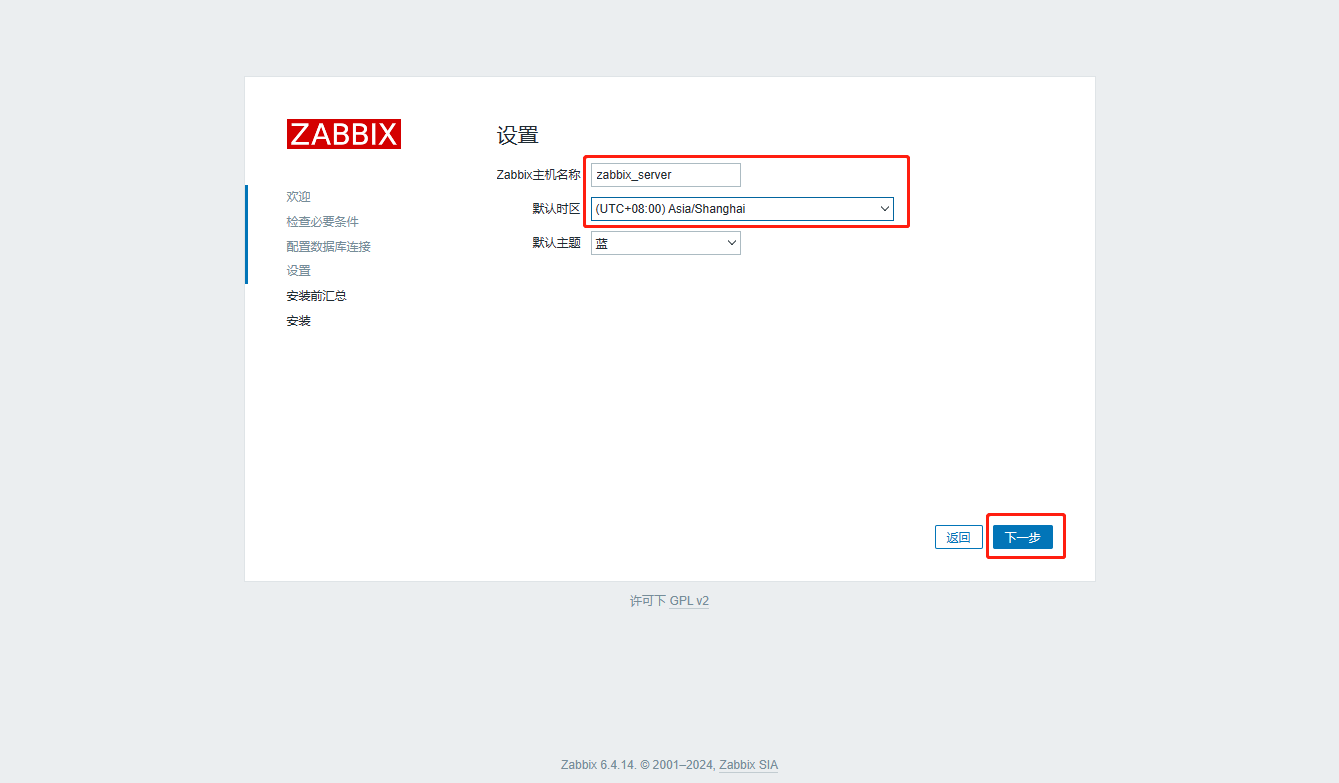 ZABBIX
欢迎
检查必要条件
配置数据库连接
设置
安装前汇总
安装
设置
Zabbix主机名称 zabbix_server
默认时区 (UTC+08:00) Asia/Shanghai
默认主题 蓝
返回 下一步
许可下 GPL v2
Zabbix 6.4.14. © 2001–2024, Zabbix SIA